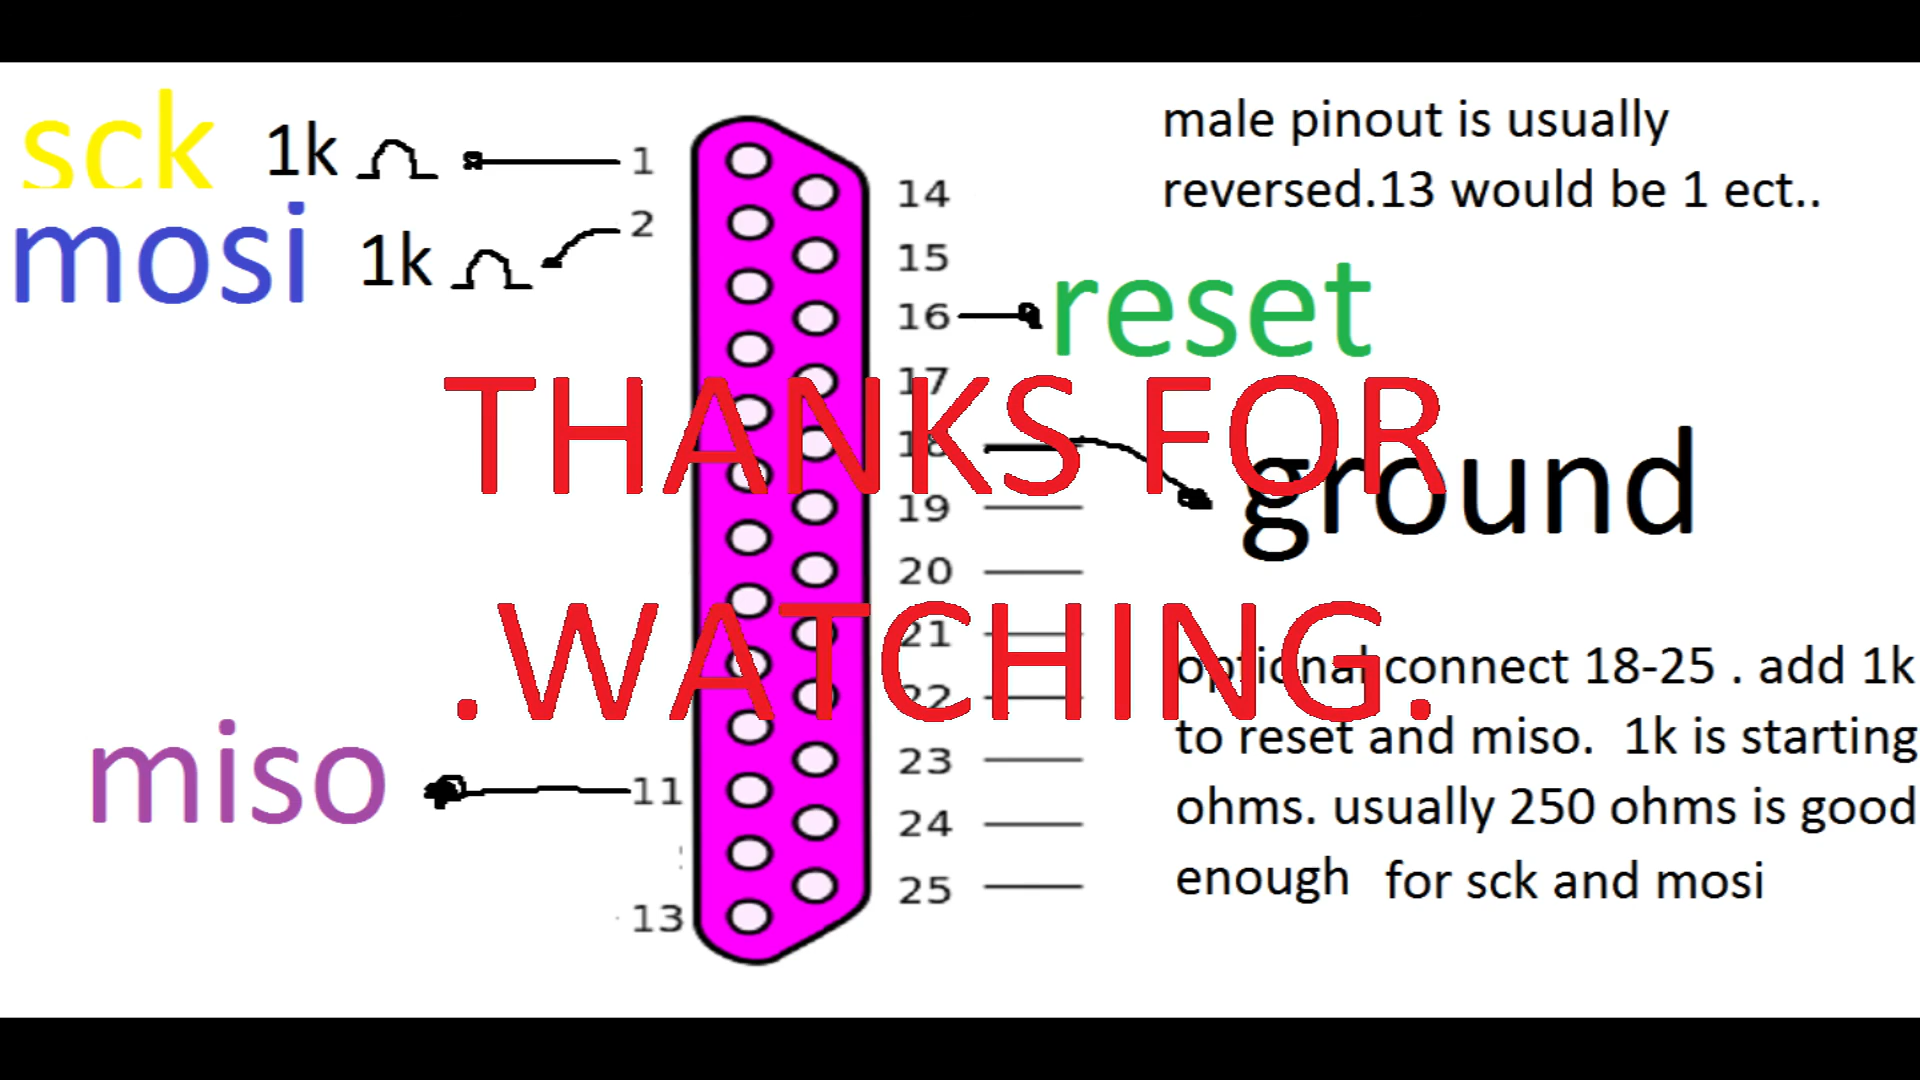 sck 1k Ω 1
mosi 1k Ω 2
miso 11
13
14
15
16 reset
17
18 ground
19
20
21
22
23
24
25
male pinout is usually
reversed.13 would be 1 ect..
THANKS FOR
.WATCHING.
optional connect 18-25 . add 1k
to reset and miso. 1k is starting
ohms. usually 250 ohms is good
enough for sck and mosi